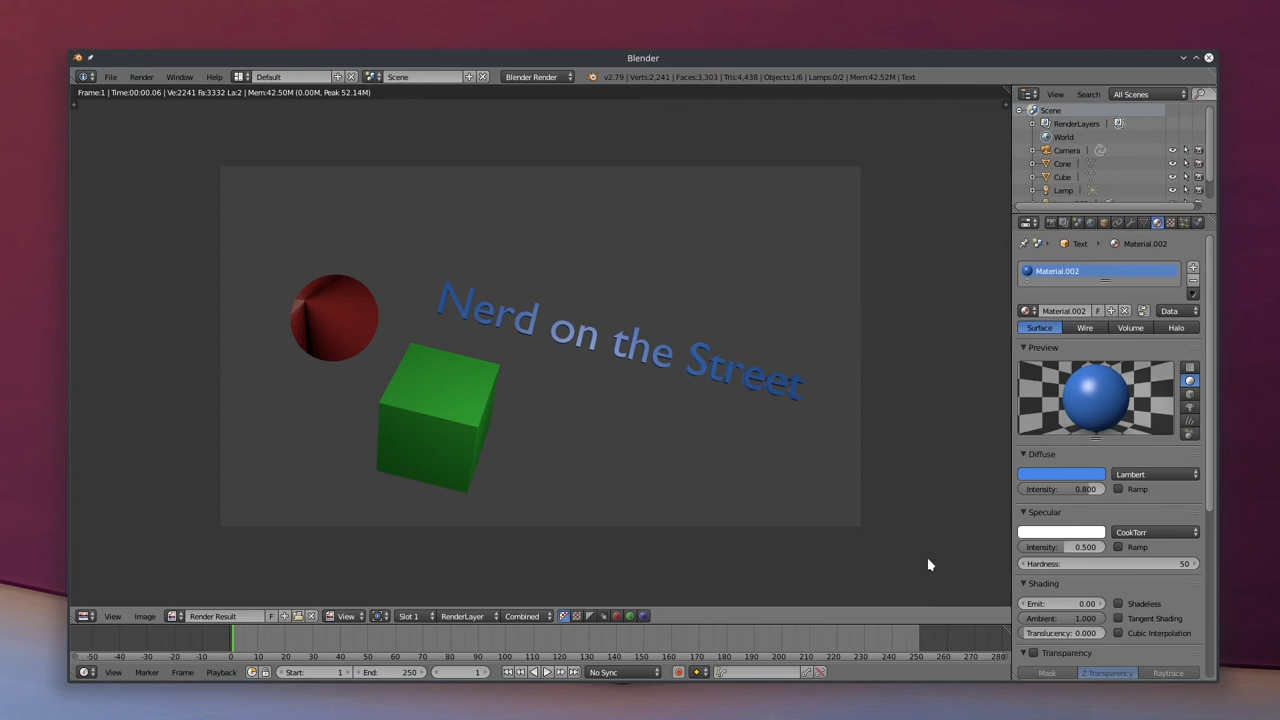 Blender
File Render Window Help Default Scene Blender Render v2.79 | Verts:2,241 | Faces:3,303 | Tris:4,438 | Objects:1/6 | Lamps:0/2 | Mem:42.52M | Text
Frame:1 | Time:00:00.06 | Ve:2241 Fa:3332 La:2 | Mem:42.50M (0.00M, Peak 52.14M)
View Search All Scenes
Scene
RenderLayers |
World
Camera |
Cone |
Cube |
Lamp |
Text Material.002
Material.002
Material.002 F Data
Surface Wire Volume Halo
Preview
Nerd on the Street
Diffuse
Lambert
Intensity: 0.800 Ramp
Specular
CookTorr
Intensity: 0.500 Ramp
Hardness: 50
Shading
Emit: 0.00 Shadeless
Ambient: 1.000 Tangent Shading
Translucency: 0.000 Cubic Interpolation
Transparency
Mask Z Transparency Raytrace
View Image Render Result F View Slot 1 RenderLayer Combined
-50 -40 -30 -20 -10 0 10 20 30 40 50 60 70 80 90 100 110 120 130 140 150 160 170 180 190 200 210 220 230 240 250 260 270 280
View Marker Frame Playback Start: 1 End: 250 1 No Sync